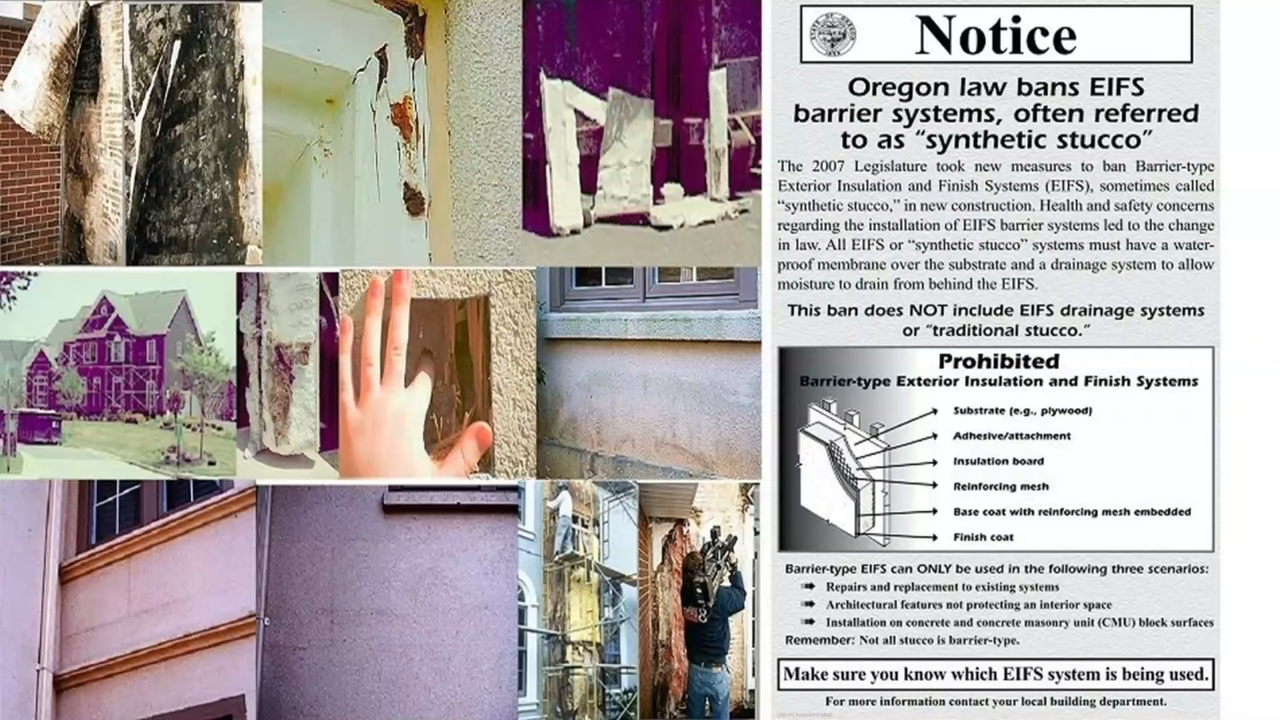 Notice
Oregon law bans EIFS
barrier systems, often referred
to as “synthetic stucco”
The 2007 Legislature took new measures to ban Barrier-type
Exterior Insulation and Finish Systems (EIFS), sometimes called
“synthetic stucco,” in new construction. Health and safety concerns
regarding the installation of EIFS barrier systems led to the change
in law. All EIFS or “synthetic stucco” systems must have a water-
proof membrane over the substrate and a drainage system to allow
moisture to drain from behind the EIFS.
This ban does NOT include EIFS drainage systems
or “traditional stucco.”
Prohibited
Barrier-type Exterior Insulation and Finish Systems
Substrate (e.g., plywood)
Adhesive/attachment
Insulation board
Reinforcing mesh
Base coat with reinforcing mesh embedded
Finish coat
Barrier-type EIFS can ONLY be used in the following three scenarios:
Repairs and replacement to existing systems
Architectural features not protecting an interior space
Installation on concrete and concrete masonry unit (CMU) block surfaces
Remember: Not all stucco is barrier-type.
Make sure you know which EIFS system is being used.
For more information contact your local building department.